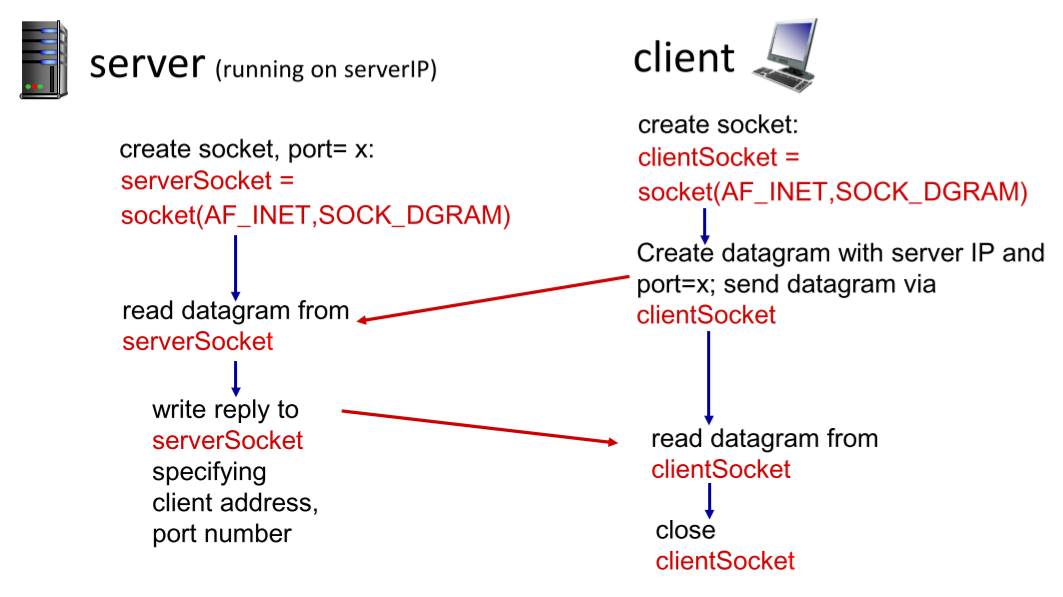 server (running on serverIP)
create socket, port= x:
serverSocket =
socket(AF_INET,SOCK_DGRAM)
read datagram from
serverSocket
write reply to
serverSocket
specifying
client address,
port number
client
create socket:
clientSocket =
socket(AF_INET,SOCK_DGRAM)
Create datagram with server IP and
port=x; send datagram via
clientSocket
read datagram from
clientSocket
close
clientSocket